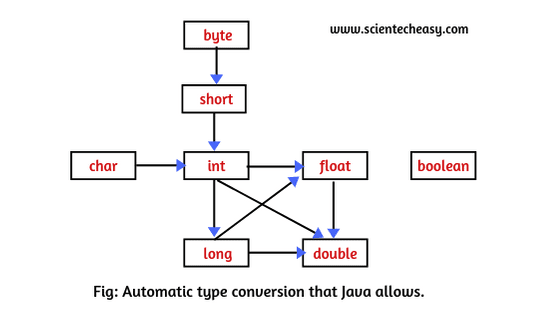 byte
www.scientecheasy.com
short
char
int
float
boolean
long
double
Fig: Automatic type conversion that Java allows.